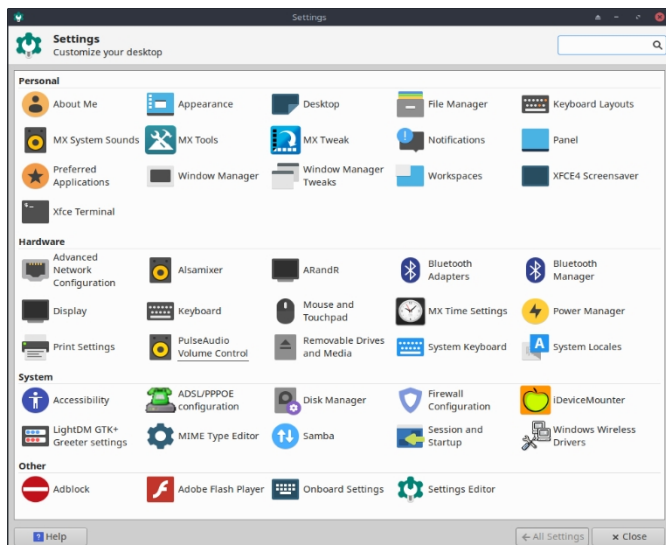 Settings
Settings
Customize your desktop
Personal
About Me
Appearance
Desktop
File Manager
Keyboard Layouts
MX System Sounds
MX Tools
MX Tweak
Notifications
Panel
Preferred
Applications
Window Manager
Window Manager
Tweaks
Workspaces
XFCE4 Screensaver
Xfce Terminal
Hardware
Advanced
Network
Configuration
Alsamixer
ARandR
Bluetooth
Adapters
Bluetooth
Manager
Display
Keyboard
Mouse and
Touchpad
MX Time Settings
Power Manager
Print Settings
PulseAudio
Volume Control
Removable Drives
and Media
System Keyboard
System Locales
System
Accessibility
ADSL/PPPOE
configuration
Disk Manager
Firewall
Configuration
iDeviceMounter
LightDM GTK+
Greeter settings
MIME Type Editor
Samba
Session and
Startup
Windows Wireless
Drivers
Other
Adblock
Adobe Flash Player
Onboard Settings
Settings Editor
Help
All Settings
Close